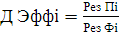 Д Эффі = Рез Пі / Рез Фі